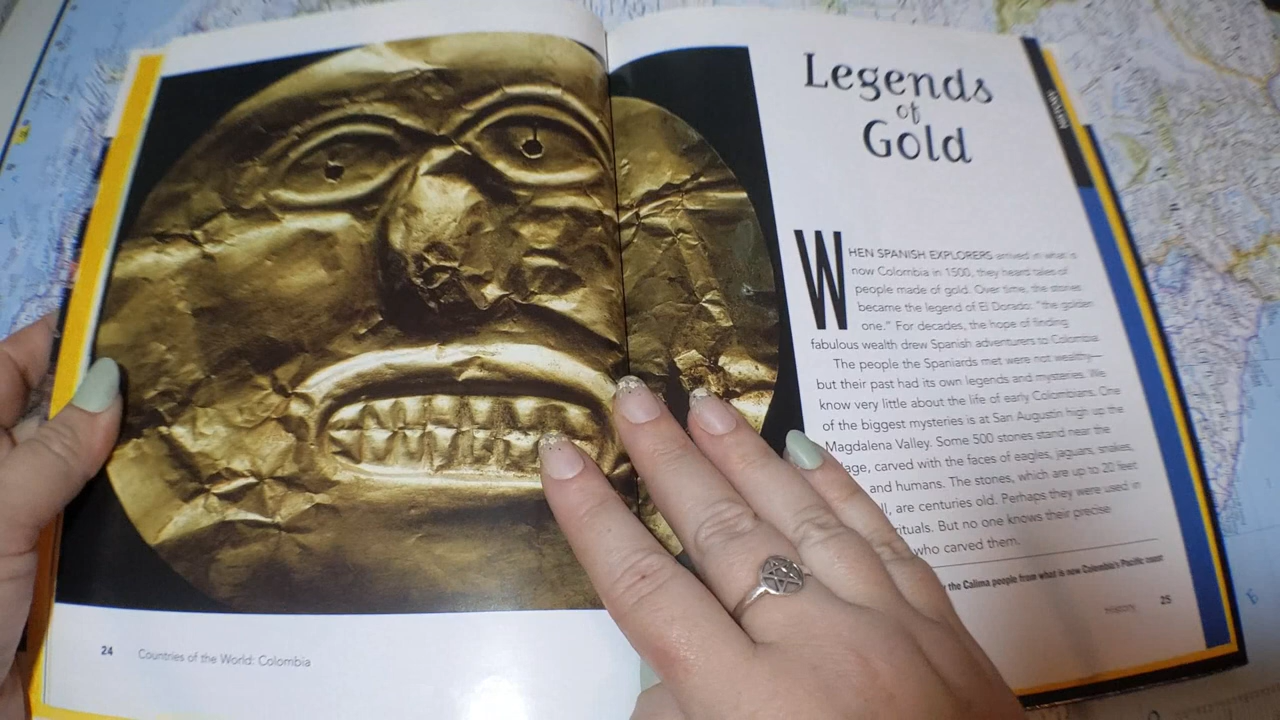 Legends
of
Gold
HISTORY
WHEN SPANISH EXPLORERS arrived in what is
now Colombia in 1500, they heard tales of
people made of gold. Over time, the stories
became the legend of El Dorado: "the golden
one." For decades, the hope of finding
fabulous wealth drew Spanish adventurers to Colombia.
The people the Spaniards met were not wealthy—
but their past had its own legends and mysteries. We
know very little about the life of early Colombians. One
of the biggest mysteries is at San Augustin high up the
Magdalena Valley. Some 500 stones stand near the
lage, carved with the faces of eagles, jaguars, snakes,
and humans. The stones, which are up to 20 feet
ll, are centuries old. Perhaps they were used in
rituals. But no one knows their precise
who carved them.
the Calima people from what is now Colombia's Pacific coast
History 25
24 Countries of the World: Colombia